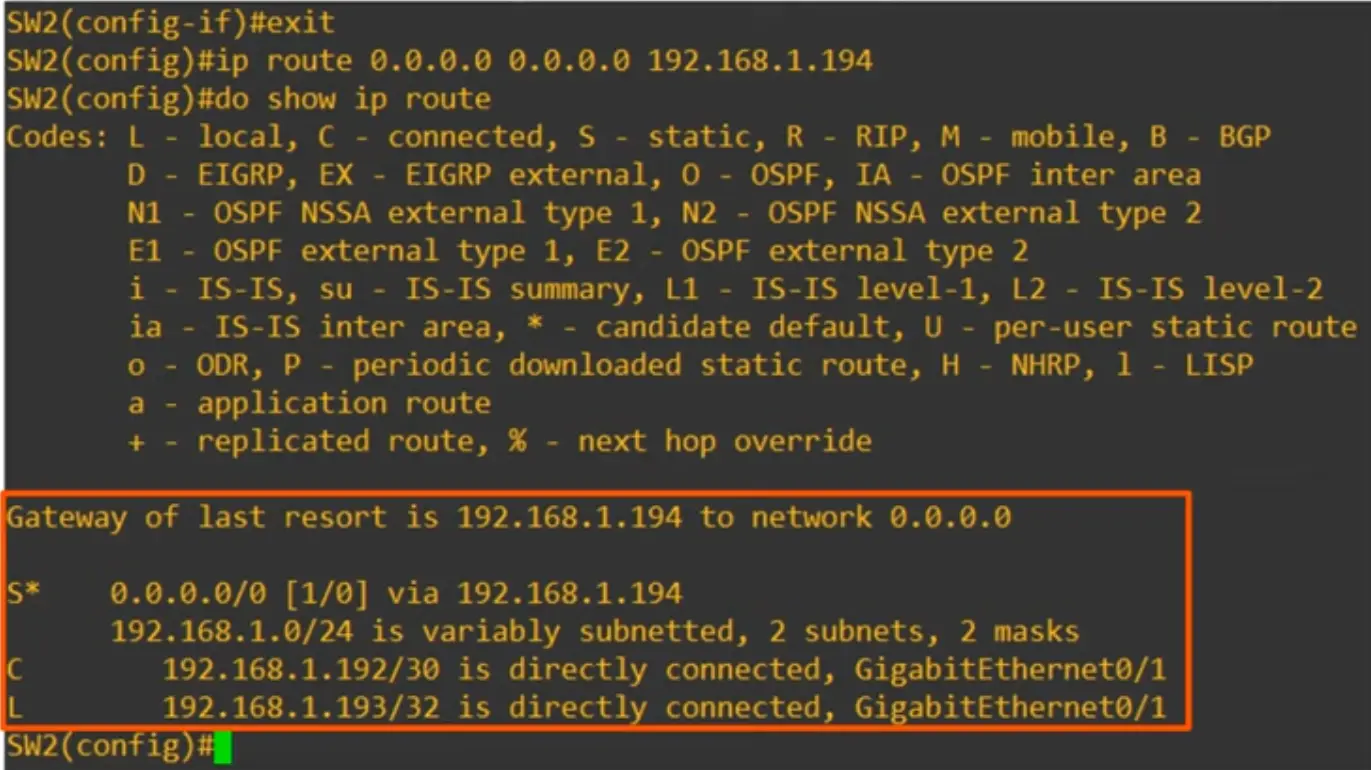 SW2(config-if)#exit
SW2(config)#ip route 0.0.0.0 0.0.0.0 192.168.1.194
SW2(config)#do show ip route
Codes: L - local, C - connected, S - static, R - RIP, M - mobile, B - BGP
D - EIGRP, EX - EIGRP external, O - OSPF, IA - OSPF inter area
N1 - OSPF NSSA external type 1, N2 - OSPF NSSA external type 2
E1 - OSPF external type 1, E2 - OSPF external type 2
i - IS-IS, su - IS-IS summary, L1 - IS-IS level-1, L2 - IS-IS level-2
ia - IS-IS inter area, * - candidate default, U - per-user static route
o - ODR, P - periodic downloaded static route, H - NHRP, l - LISP
a - application route
+ - replicated route, % - next hop override
Gateway of last resort is 192.168.1.194 to network 0.0.0.0
S* 0.0.0.0/0 [1/0] via 192.168.1.194
192.168.1.0/24 is variably subnetted, 2 subnets, 2 masks
C 192.168.1.192/30 is directly connected, GigabitEthernet0/1
L 192.168.1.193/32 is directly connected, GigabitEthernet0/1
SW2(config)#